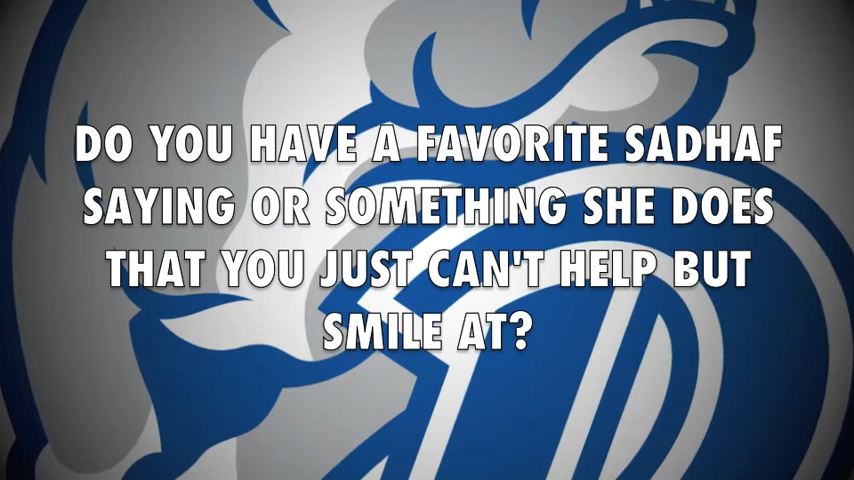 DO YOU HAVE A FAVORITE SADHAF
SAYING OR SOMETHING SHE DOES
THAT YOU JUST CAN'T HELP BUT
SMILE AT?